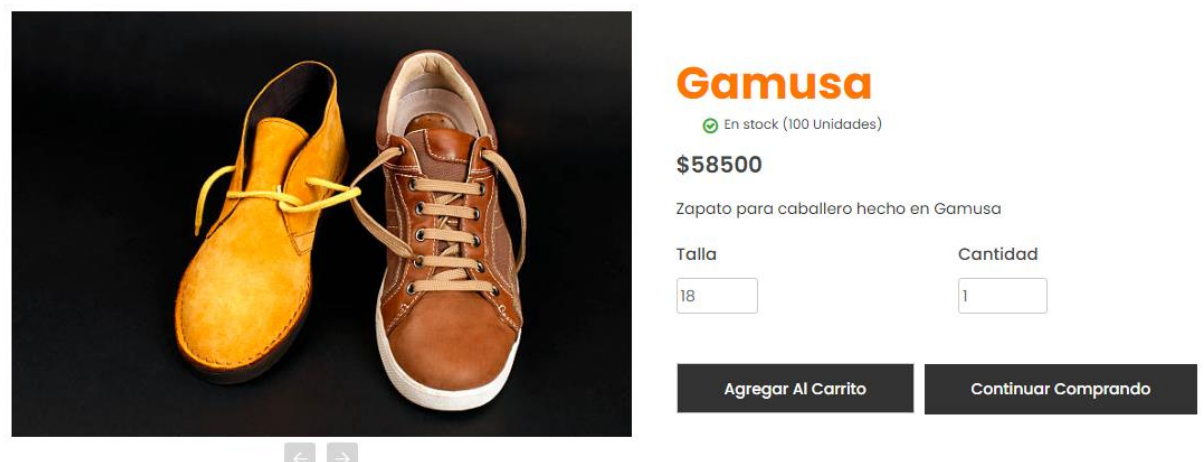 Gamusa
En stock (100 Unidades)
$58500
Zapato para caballero hecho en Gamusa
Talla
Cantidad
18
1
Agregar Al Carrito
Continuar Comprando